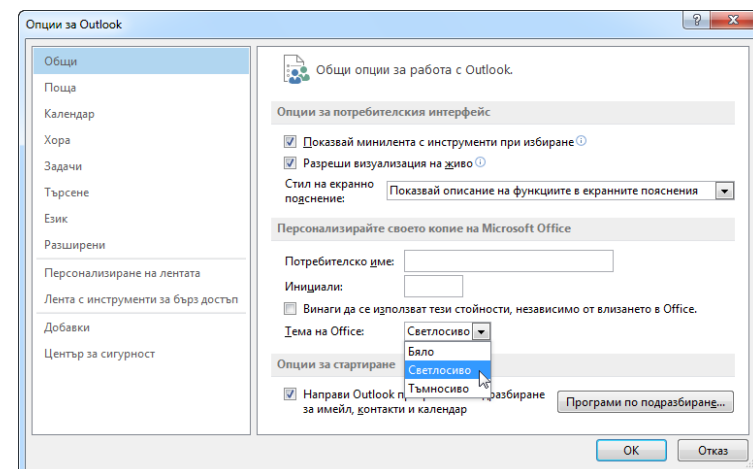 Опции за Outlook
Общи
Поща
Календар
Хора
Задачи
Търсене
Език
Разширени
Персонализиране на лентата
Лента с инструменти за бърз достъп
Добавки
Център за сигурност
Общи опции за работа с Outlook.
Опции за потребителския интерфейс
Показвай минилента с инструменти при избиране
Разреши визуализация на живо
Стил на екранно
пояснение:
Показвай описание на функциите в екранните пояснения
Персонализирайте своето копие на Microsoft Office
Потребителско име:
Инициали:
Винаги да се използват тези стойности, независимо от влизането в Office.
Тема на Office:
Светлосиво
Бяло
Светлосиво
Тъмносиво
Опции за стартиране
Направи Outlook
за имейл, контакти и календар
Програми по подразбиране...
OK
Отказ